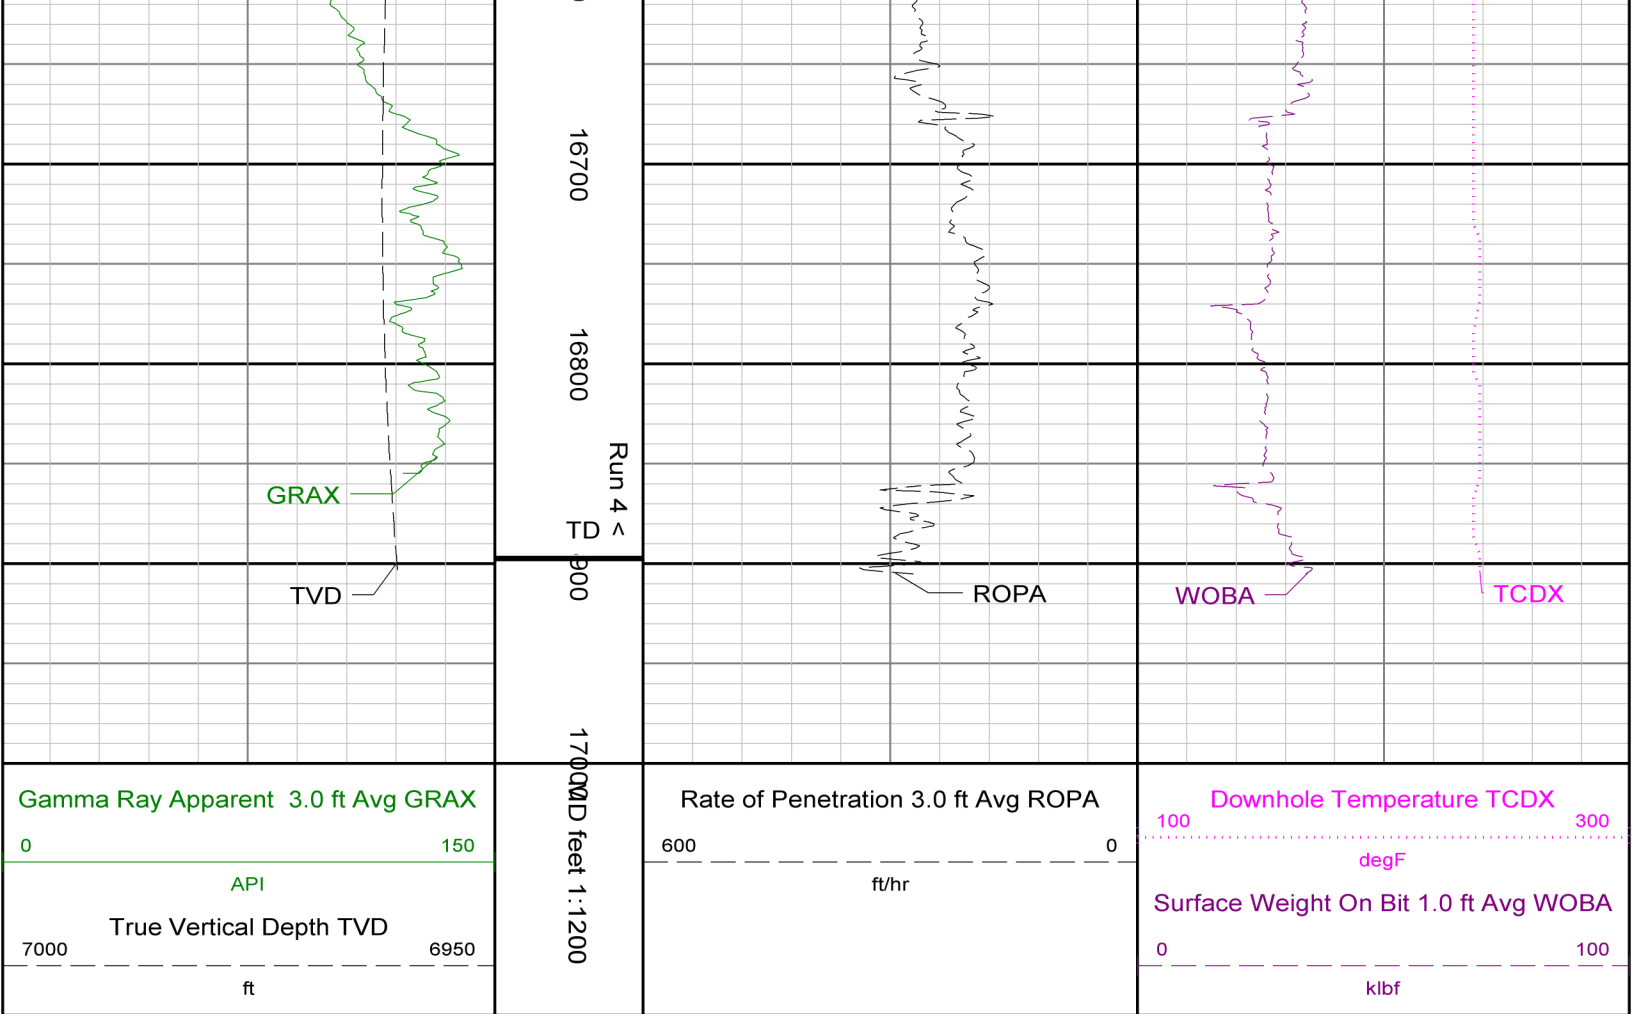 16700
16800
Run 4 <
GRAX
TD
900
TVD
ROPA
WOBA
TCDX
17000
MD feet 1:1200
Gamma Ray Apparent 3.0 ft Avg GRAX
0 150
API
True Vertical Depth TVD
7000 6950
ft
Rate of Penetration 3.0 ft Avg ROPA
600 0
ft/hr
Downhole Temperature TCDX
100 300
degF
Surface Weight On Bit 1.0 ft Avg WOBA
0 100
klbf